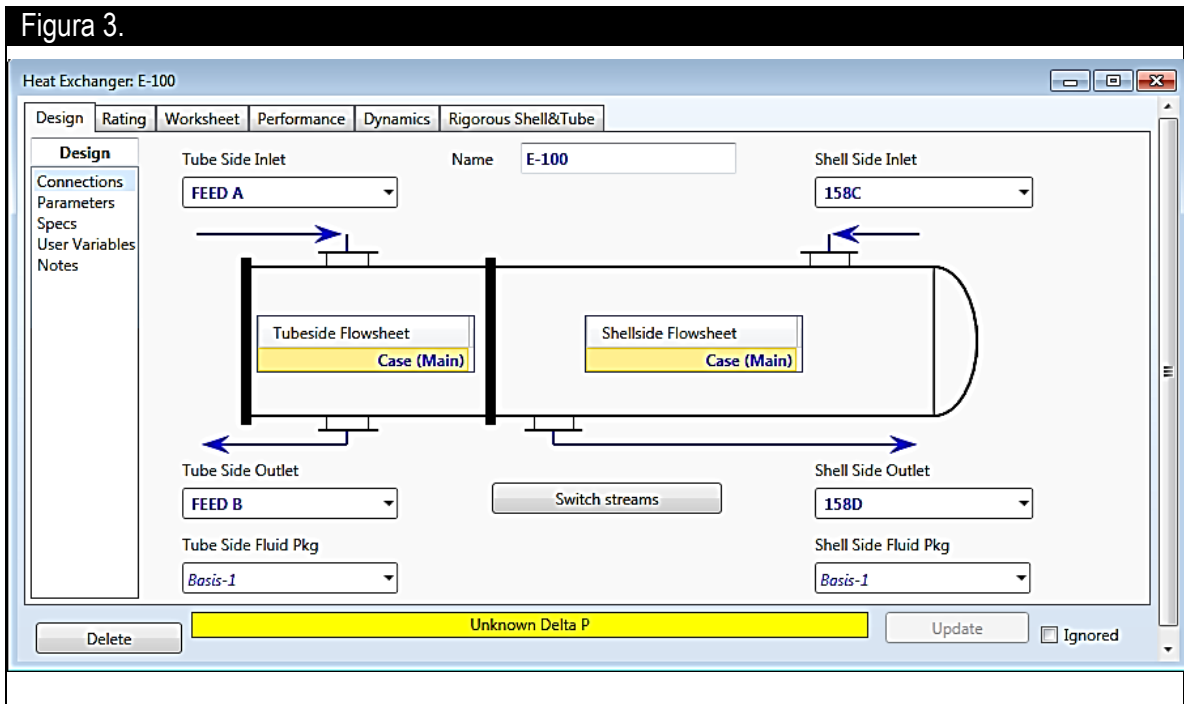 Figura 3.
Heat Exchanger: E-100
Design Rating Worksheet Performance Dynamics Rigorous Shell&Tube
Design
Connections
Parameters
Specs
User Variables
Notes
Tube Side Inlet
FEED A
Name E-100
Shell Side Inlet
158C
Tubeside Flowsheet
Case (Main)
Shellside Flowsheet
Case (Main)
Tube Side Outlet
FEED B
Switch streams
Shell Side Outlet
158D
Tube Side Fluid Pkg
Basis-1
Shell Side Fluid Pkg
Basis-1
Delete
Unknown Delta P
Update
Ignored